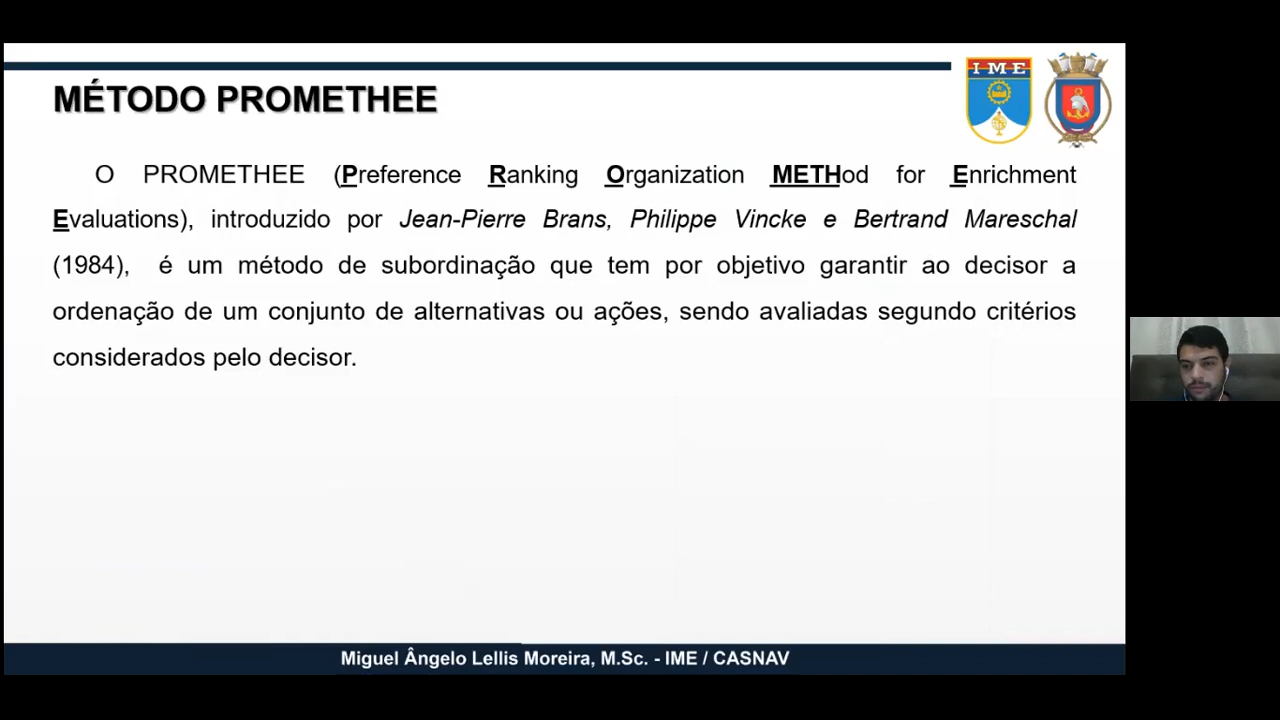 MÉTODO PROMETHEE
I M E
O PROMETHEE (Preference Ranking Organization METHod for Enrichment
Evaluations), introduzido por Jean-Pierre Brans, Philippe Vincke e Bertrand Mareschal
(1984), é um método de subordinação que tem por objetivo garantir ao decisor a
ordenação de um conjunto de alternativas ou ações, sendo avaliadas segundo critérios
considerados pelo decisor.
Miguel Ângelo Lellis Moreira, M.Sc. - IME / CASNAV